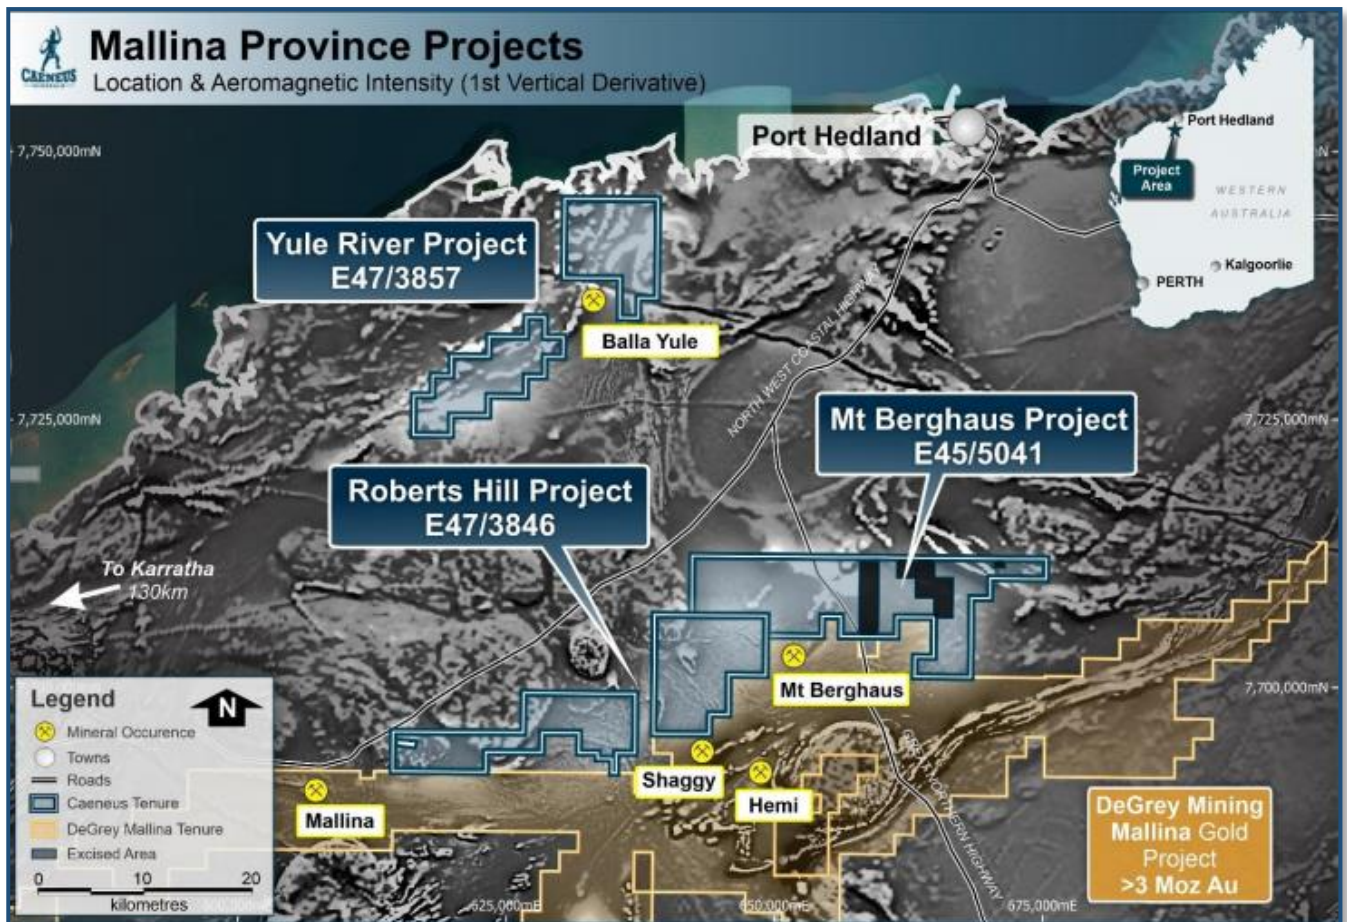 CAENEUS
Mallina Province Projects
Location & Aeromagnetic Intensity (1st Vertical Derivative)
Port Hedland
Port Hedland
Project
Area
WESTERN
AUSTRALIA
Kalgoorlie
PERTH
7,750,000mN
Yule River Project
E47/3857
Balla Yule
NORTH WEST COASTAL HIGHWAY
7,725,000mN
7,725,000mN
Mt Berghaus Project
E45/5041
Roberts Hill Project
E47/3846
To Karratha
130km
Mt Berghaus
7,700,000mN
Shaggy
Hemi
Mallina
GREAT NORTHERN HIGHWAY
Legend
N
Mineral Occurence
Towns
Roads
Caeneus Tenure
DeGrey Mallina Tenure
Excised Area
0 10 20
kilometres
DeGrey Mining
Mallina Gold
Project
>3 Moz Au
625,000mE
650,000mE
675,000mE